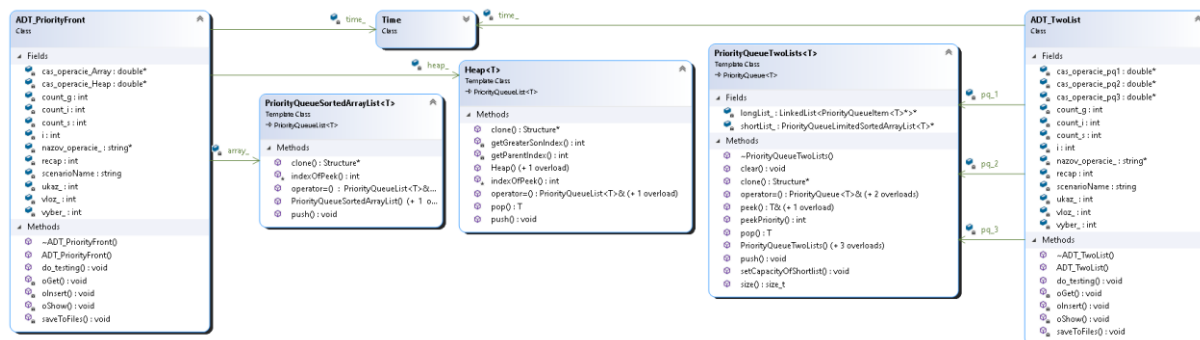 ADT_PriorityFront
Class
Fields
cas_operacie_Array : double*
cas_operacie_Heap : double*
count_g : int
count_i : int
count_s : int
i : int
nazov_operacie_ : string*
recap : int
scenarioName : string
ukaz_ : int
vloz_ : int
vyber_ : int
Methods
~ADT_PriorityFront()
ADT_PriorityFront()
do_testing() : void
oGet() : void
oInsert() : void
oShow() : void
saveToFiles() : void
time_
heap_
array_
Time
Class
time_
PriorityQueueSortedArrayList<T>
Template Class
PriorityQueueList<T>
Methods
clone() : Structure*
indexOfPeek() : int
operator=() : PriorityQueueList<T>&...
PriorityQueueSortedArrayList() (+ 1 o...
push() : void
Heap<T>
Template Class
PriorityQueueList<T>
Methods
clone() : Structure*
getGreaterSonIndex() : int
getParentIndex() : int
Heap() (+ 1 overload)
indexOfPeek() : int
operator=() : PriorityQueueList<T>& (+ 1 overload)
pop() : T
push() : void
PriorityQueueTwoLists<T>
Template Class
PriorityQueue<T>
Fields
longList_ : LinkedList<PriorityQueueItem<T>*>*
shortList_ : PriorityQueueLimitedSortedArrayList<T>*
Methods
~PriorityQueueTwoLists()
clear() : void
clone() : Structure*
operator=() : PriorityQueue<T>& (+ 2 overloads)
peek() : T& (+ 1 overload)
peekPriority() : int
pop() : T
PriorityQueueTwoLists() (+ 3 overloads)
push() : void
setCapacityOfShortlist() : void
size() : size_t
pq_1
pq_2
pq_3
ADT_TwoList
Class
Fields
cas_operacie_pq1 : double*
cas_operacie_pq2 : double*
cas_operacie_pq3 : double*
count_g : int
count_i : int
count_s : int
i : int
nazov_operacie_ : string*
recap : int
scenarioName : string
ukaz_ : int
vloz_ : int
vyber_ : int
Methods
~ADT_TwoList()
ADT_TwoList()
do_testing() : void
oGet() : void
oInsert() : void
oShow() : void
saveToFiles() : void